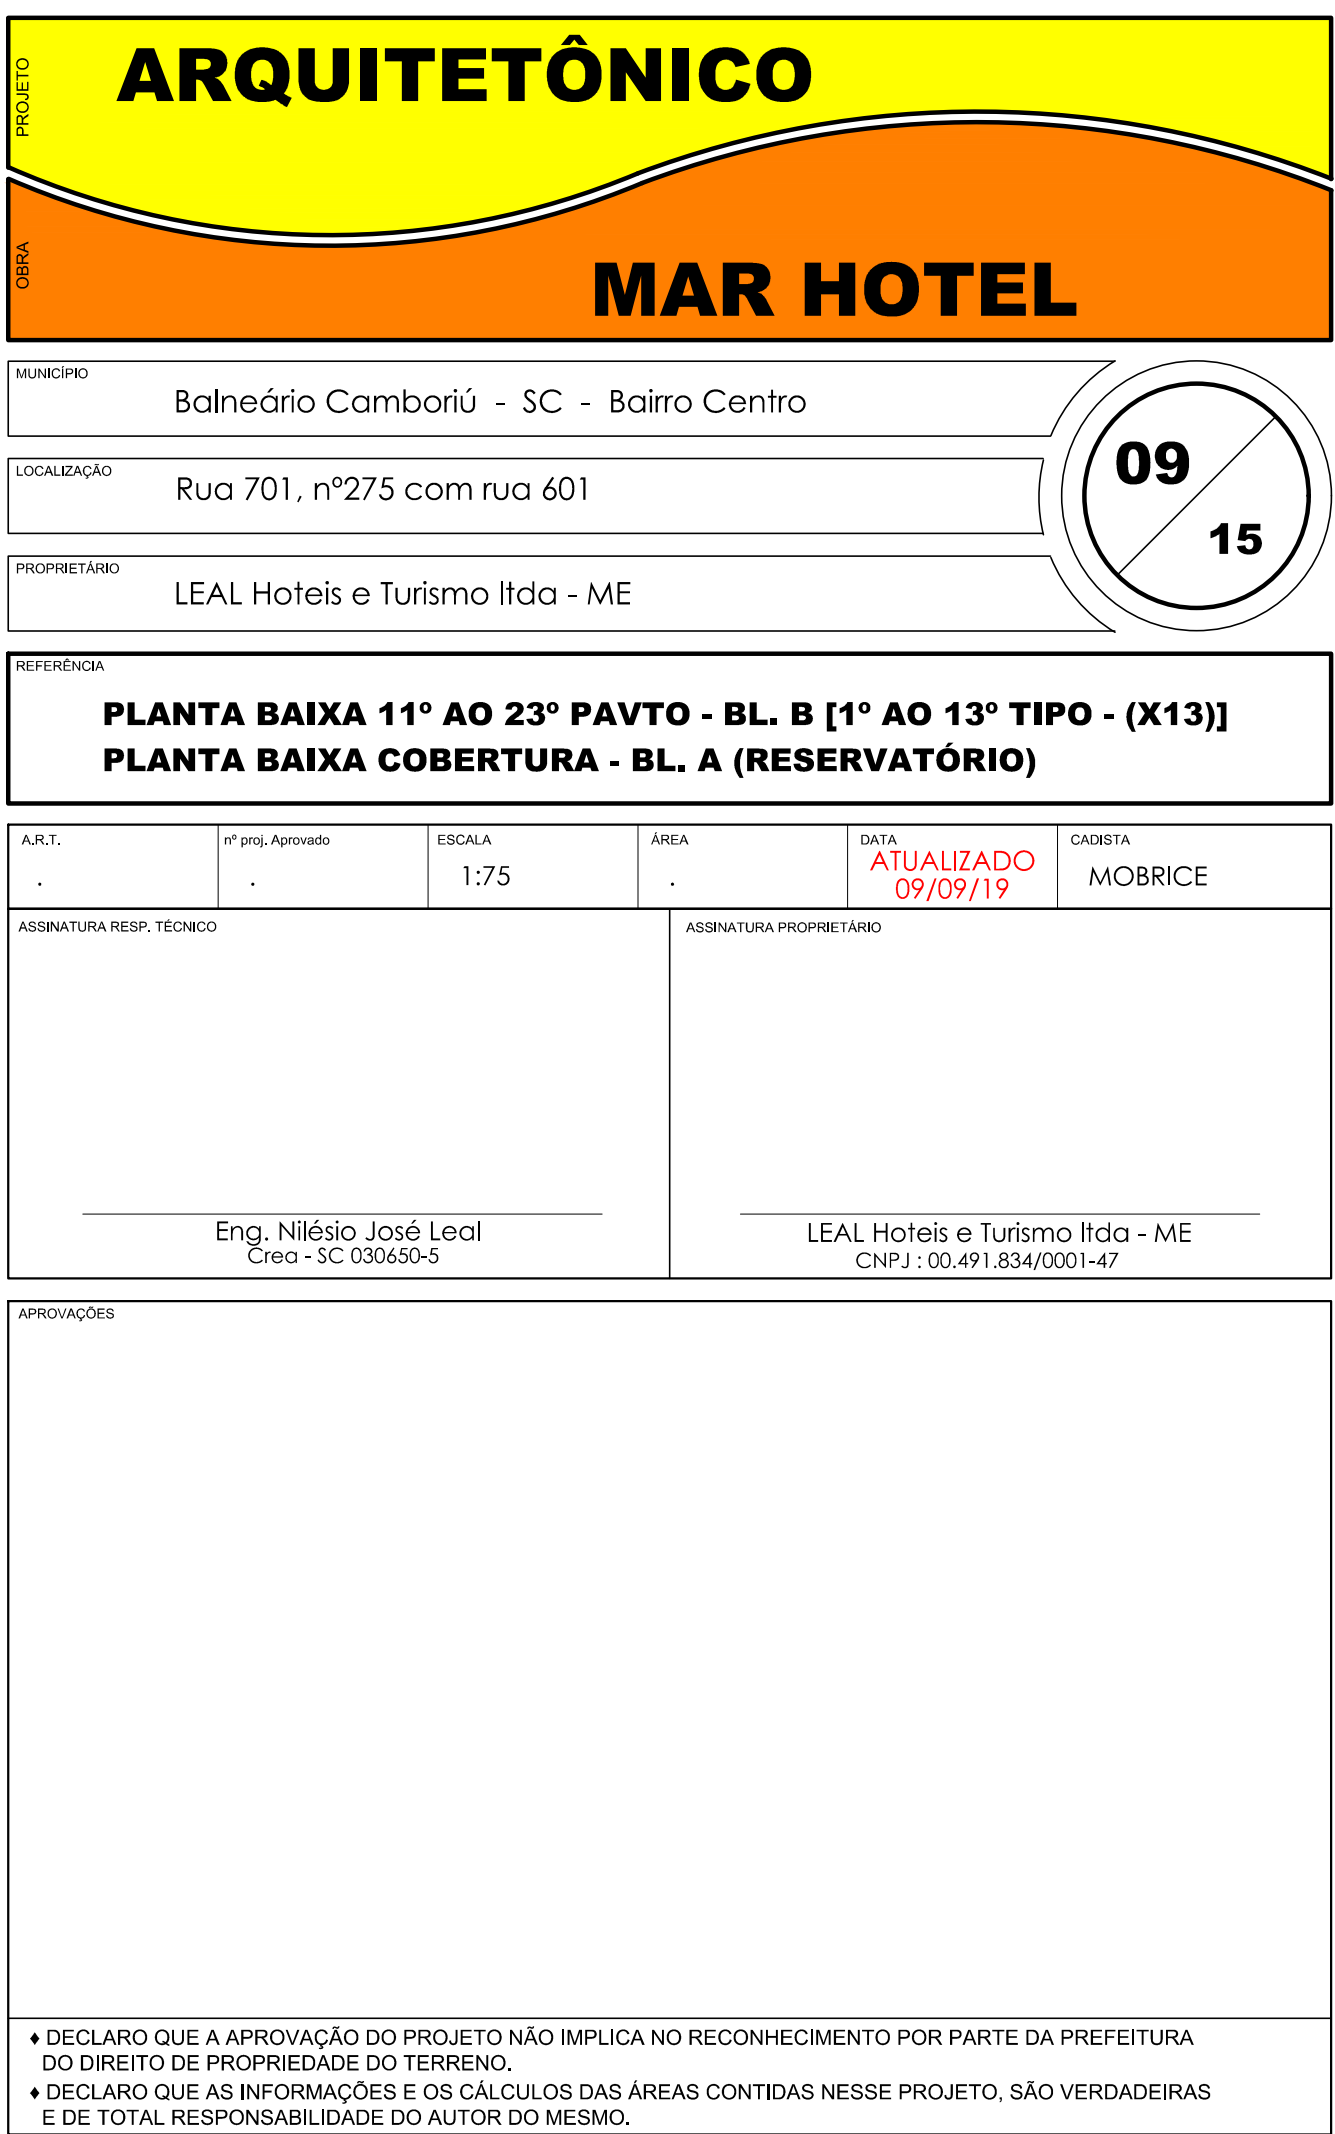 PROJETO
ARQUITETÔNICO
OBRA
MAR HOTEL
MUNICÍPIO
Balneário Camboriú - SC - Bairro Centro
LOCALIZAÇÃO
Rua 701, nº275 com rua 601
PROPRIETÁRIO
LEAL Hoteis e Turismo ltda - ME
09
15
REFERÊNCIA
PLANTA BAIXA 11º AO 23º PAVTO - BL. B [1º AO 13º TIPO - (X13)]
PLANTA BAIXA COBERTURA - BL. A (RESERVATÓRIO)
A.R.T.
.
nº proj. Aprovado
.
ESCALA
1:75
ÁREA
.
DATA
ATUALIZADO
09/09/19
CADISTA
MOBRICE
ASSINATURA RESP. TÉCNICO
Eng. Nilésio José Leal
Crea - SC 030650-5
ASSINATURA PROPRIETÁRIO
LEAL Hoteis e Turismo ltda - ME
CNPJ : 00.491.834/0001-47
APROVAÇÕES
♦ DECLARO QUE A APROVAÇÃO DO PROJETO NÃO IMPLICA NO RECONHECIMENTO POR PARTE DA PREFEITURA
DO DIREITO DE PROPRIEDADE DO TERRENO.
♦ DECLARO QUE AS INFORMAÇÕES E OS CÁLCULOS DAS ÁREAS CONTIDAS NESSE PROJETO, SÃO VERDADEIRAS
E DE TOTAL RESPONSABILIDADE DO AUTOR DO MESMO.